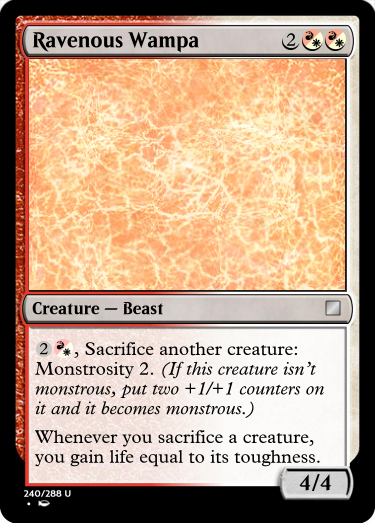 Ravenous Wampa 2
Creature — Beast
2, Sacrifice another creature:
Monstrosity 2. (If this creature isn't
monstrous, put two +1/+1 counters on
it and it becomes monstrous.)
Whenever you sacrifice a creature,
you gain life equal to its toughness.
4/4
240/288 U